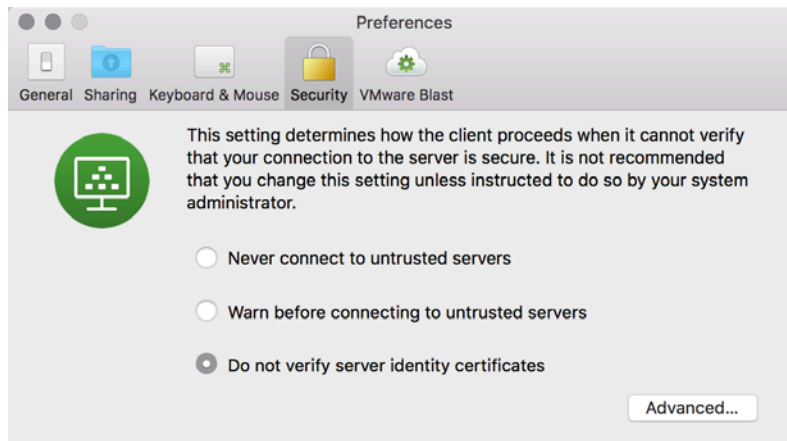 Preferences
General Sharing Keyboard & Mouse Security VMware Blast
This setting determines how the client proceeds when it cannot verify
that your connection to the server is secure. It is not recommended
that you change this setting unless instructed to do so by your system
administrator.
Never connect to untrusted servers
Warn before connecting to untrusted servers
Do not verify server identity certificates
Advanced...